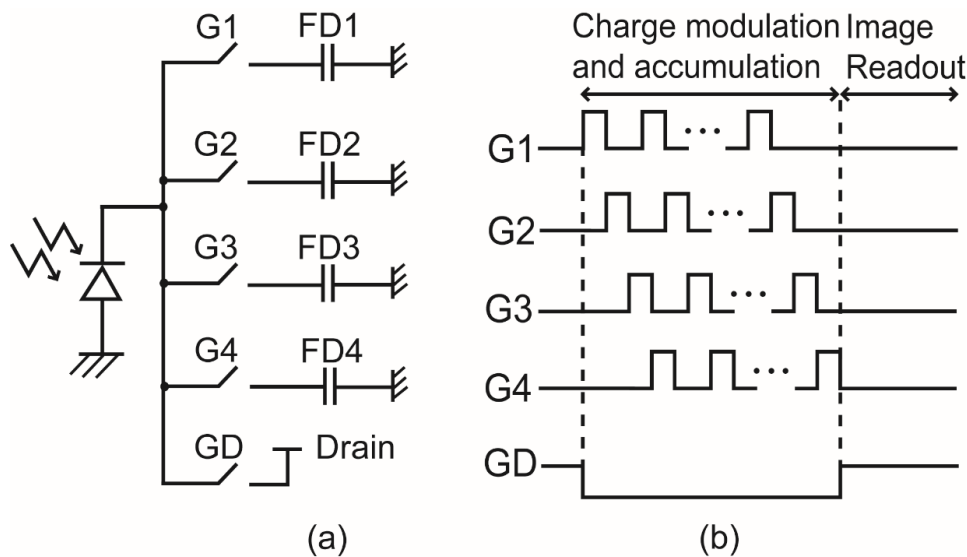 G1
FD1
G2
FD2
G3
FD3
G4
FD4
GD
Drain
(a)
Charge modulation
and accumulation
Image
Readout
G1
G2
G3
G4
GD
(b)